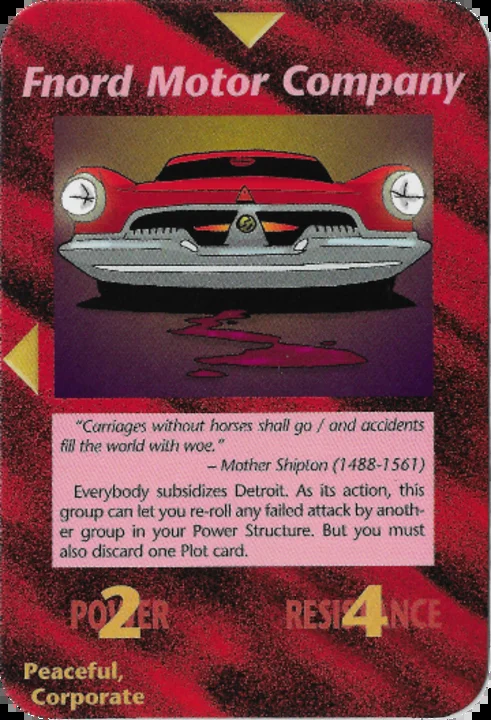 Fnord Motor Company
"Carriages without horses shall go / and accidents
fill the world with woe."
– Mother Shipton (1488-1561)
Everybody subsidizes Detroit. As its action, this
group can let you re-roll any failed attack by anoth-
er group in your Power Structure. But you must
also discard one Plot card.
POWER 2 RESISTANCE 4
Peaceful,
Corporate